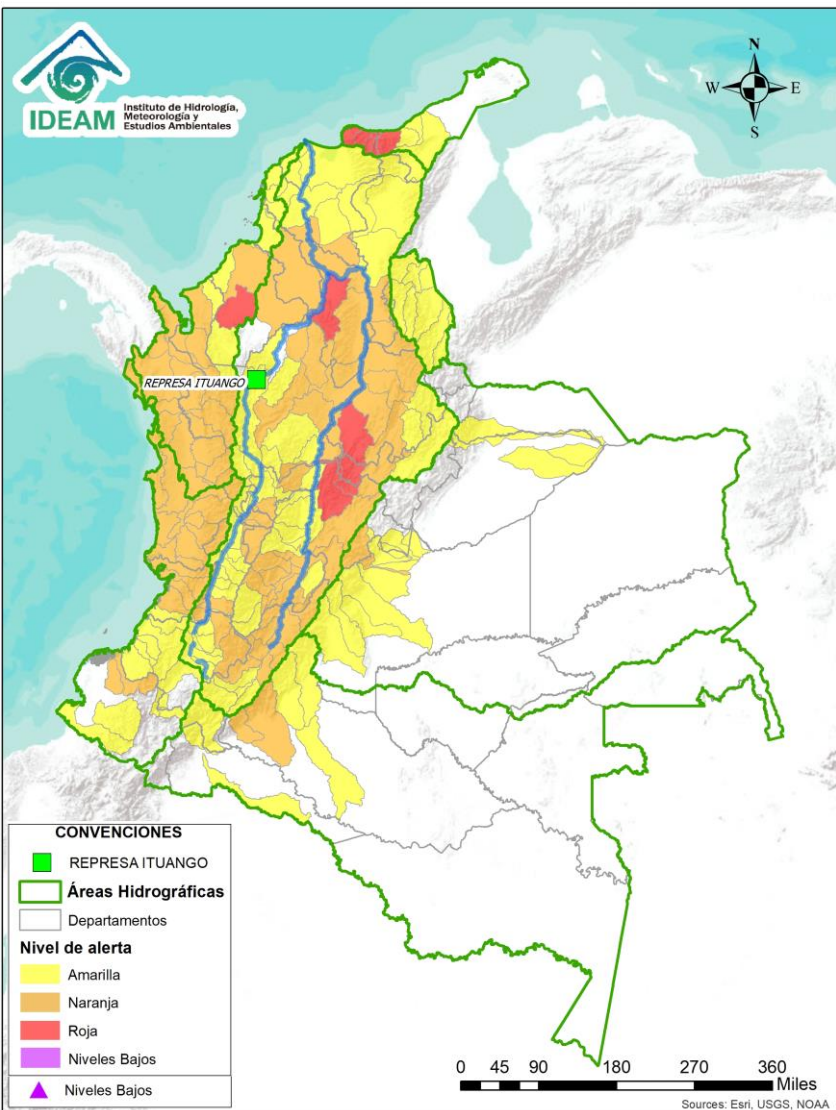 IDEAM
Instituto de Hidrología,
Meteorología y
Estudios Ambientales
N
W
E
S
REPRESA ITUANGO
CONVENCIONES
REPRESA ITUANGO
Áreas Hidrográficas
Departamentos
Nivel de alerta
Amarilla
Naranja
Roja
Niveles Bajos
Niveles Bajos
0 45 90 180 270 360
Miles
Sources: Esri, USGS, NOAA